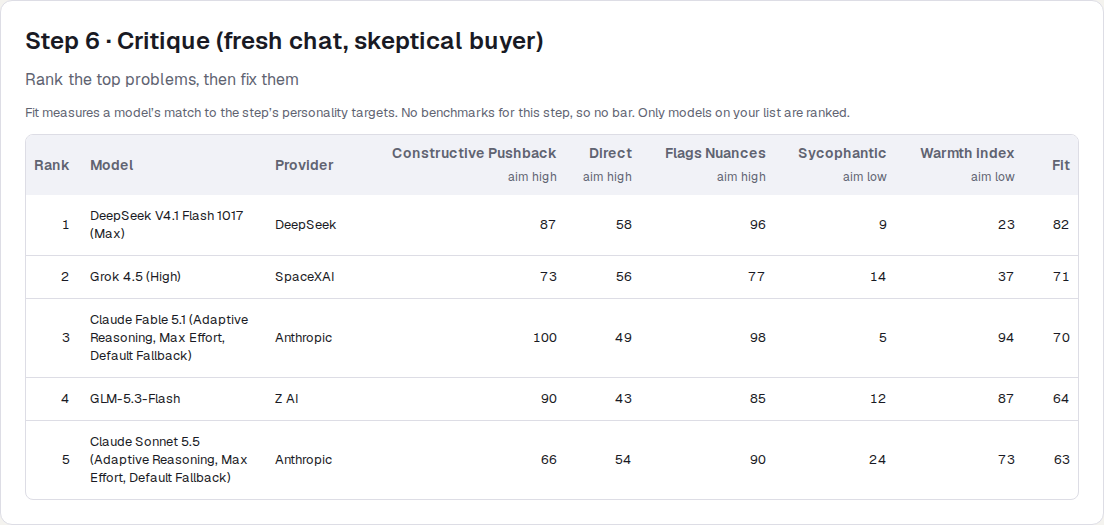 Step 6 · Critique (fresh chat, skeptical buyer)
Rank the top problems, then fix them
Fit measures a model's match to the step's personality targets. No benchmarks for this step, so no bar. Only models on your list are ranked.
Rank Model Provider Constructive Pushback Direct Flags Nuances Sycophantic Warmth index Fit
aim high aim high aim high aim low aim low
1 DeepSeek V4.1 Flash 1017 (Max) DeepSeek 87 58 96 9 23 82
2 Grok 4.5 (High) SpaceXAI 73 56 77 14 37 71
3 Claude Fable 5.1 (Adaptive Reasoning, Max Effort, Default Fallback) Anthropic 100 49 98 5 94 70
4 GLM-5.3-Flash Z AI 90 43 85 12 87 64
5 Claude Sonnet 5.5 (Adaptive Reasoning, Max Effort, Default Fallback) Anthropic 66 54 90 24 73 63